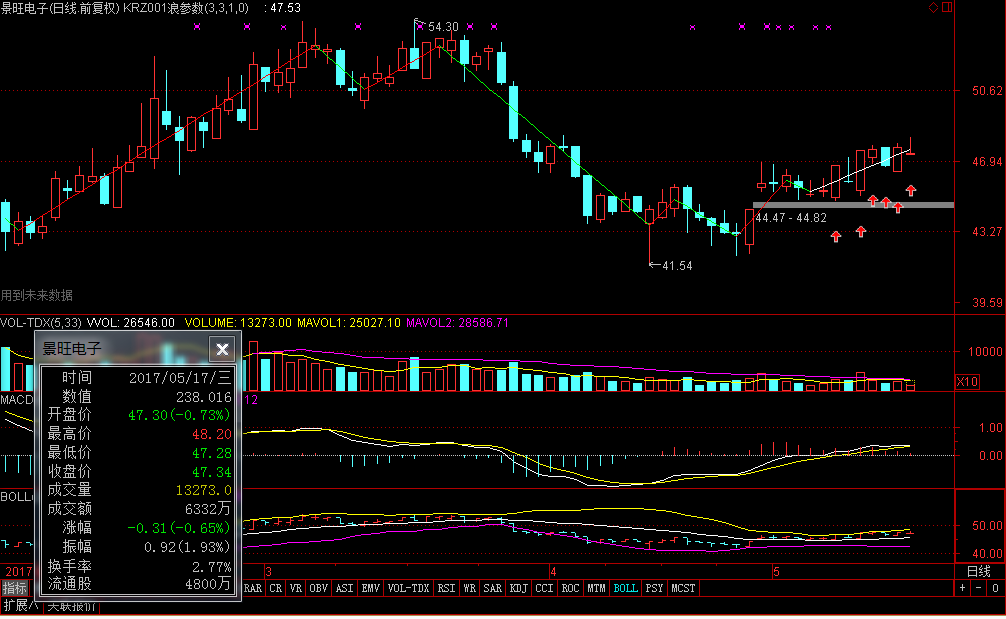 景旺电子(日线.前复权) KRZ001浪参数(3,3,1,0) : 47.53
54.30
50.62
46.94
44.47 - 44.82
43.27
41.54
用到未来数据
39.59
VOL-TDX(5,33) VVOL: 26546.00 VOLUME: 13273.00 MAVOL1: 25027.10 MAVOL2: 28586.71
10000
X10
MACD
12
1.00
0.00
BOLL
50.00
40.00
景旺电子
时间 2017/05/17/三
数值 238.016
开盘价 47.30(-0.73%)
最高价 48.20
最低价 47.28
收盘价 47.34
成交量 13273.0
成交额 6332万
涨幅 -0.31(-0.65%)
振幅 0.92(1.93%)
换手率 2.77%
流通股 4800万
2017 3 4 5 日线
指标 RAR CR VR OBV ASI EMV VOL-TDX RSI WR SAR KDJ CCI ROC MTM BOLL PSY MCST + - 0
扩展∧ 关联报价